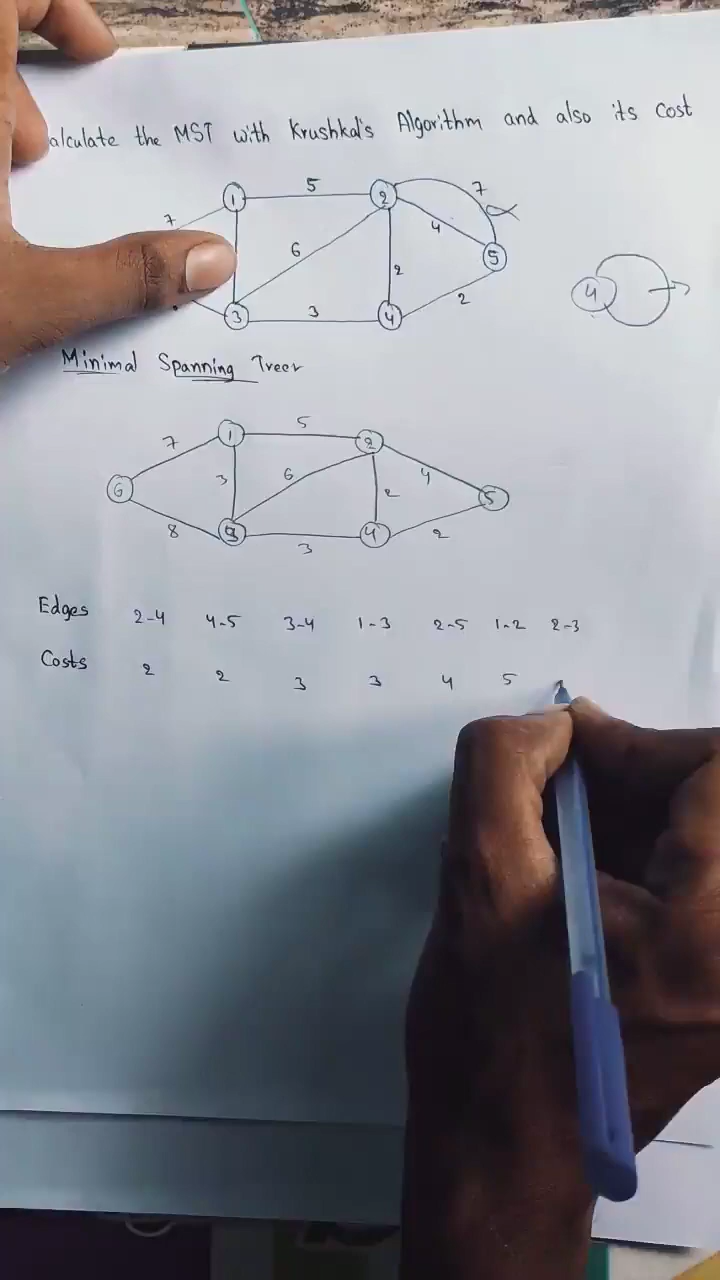 alculate the MST with Krushkal's Algorithm and also its cost
7 1 5 2 7
6 4 5
2 4
3 3 4 2
Minimal Spanning Treer
7 1 5 2
6 3 6 2 4 5
8 3 3 4 2
Edges 2-4 4-5 3-4 1-3 2-5 1-2 2-3
Costs 2 2 3 3 4 5